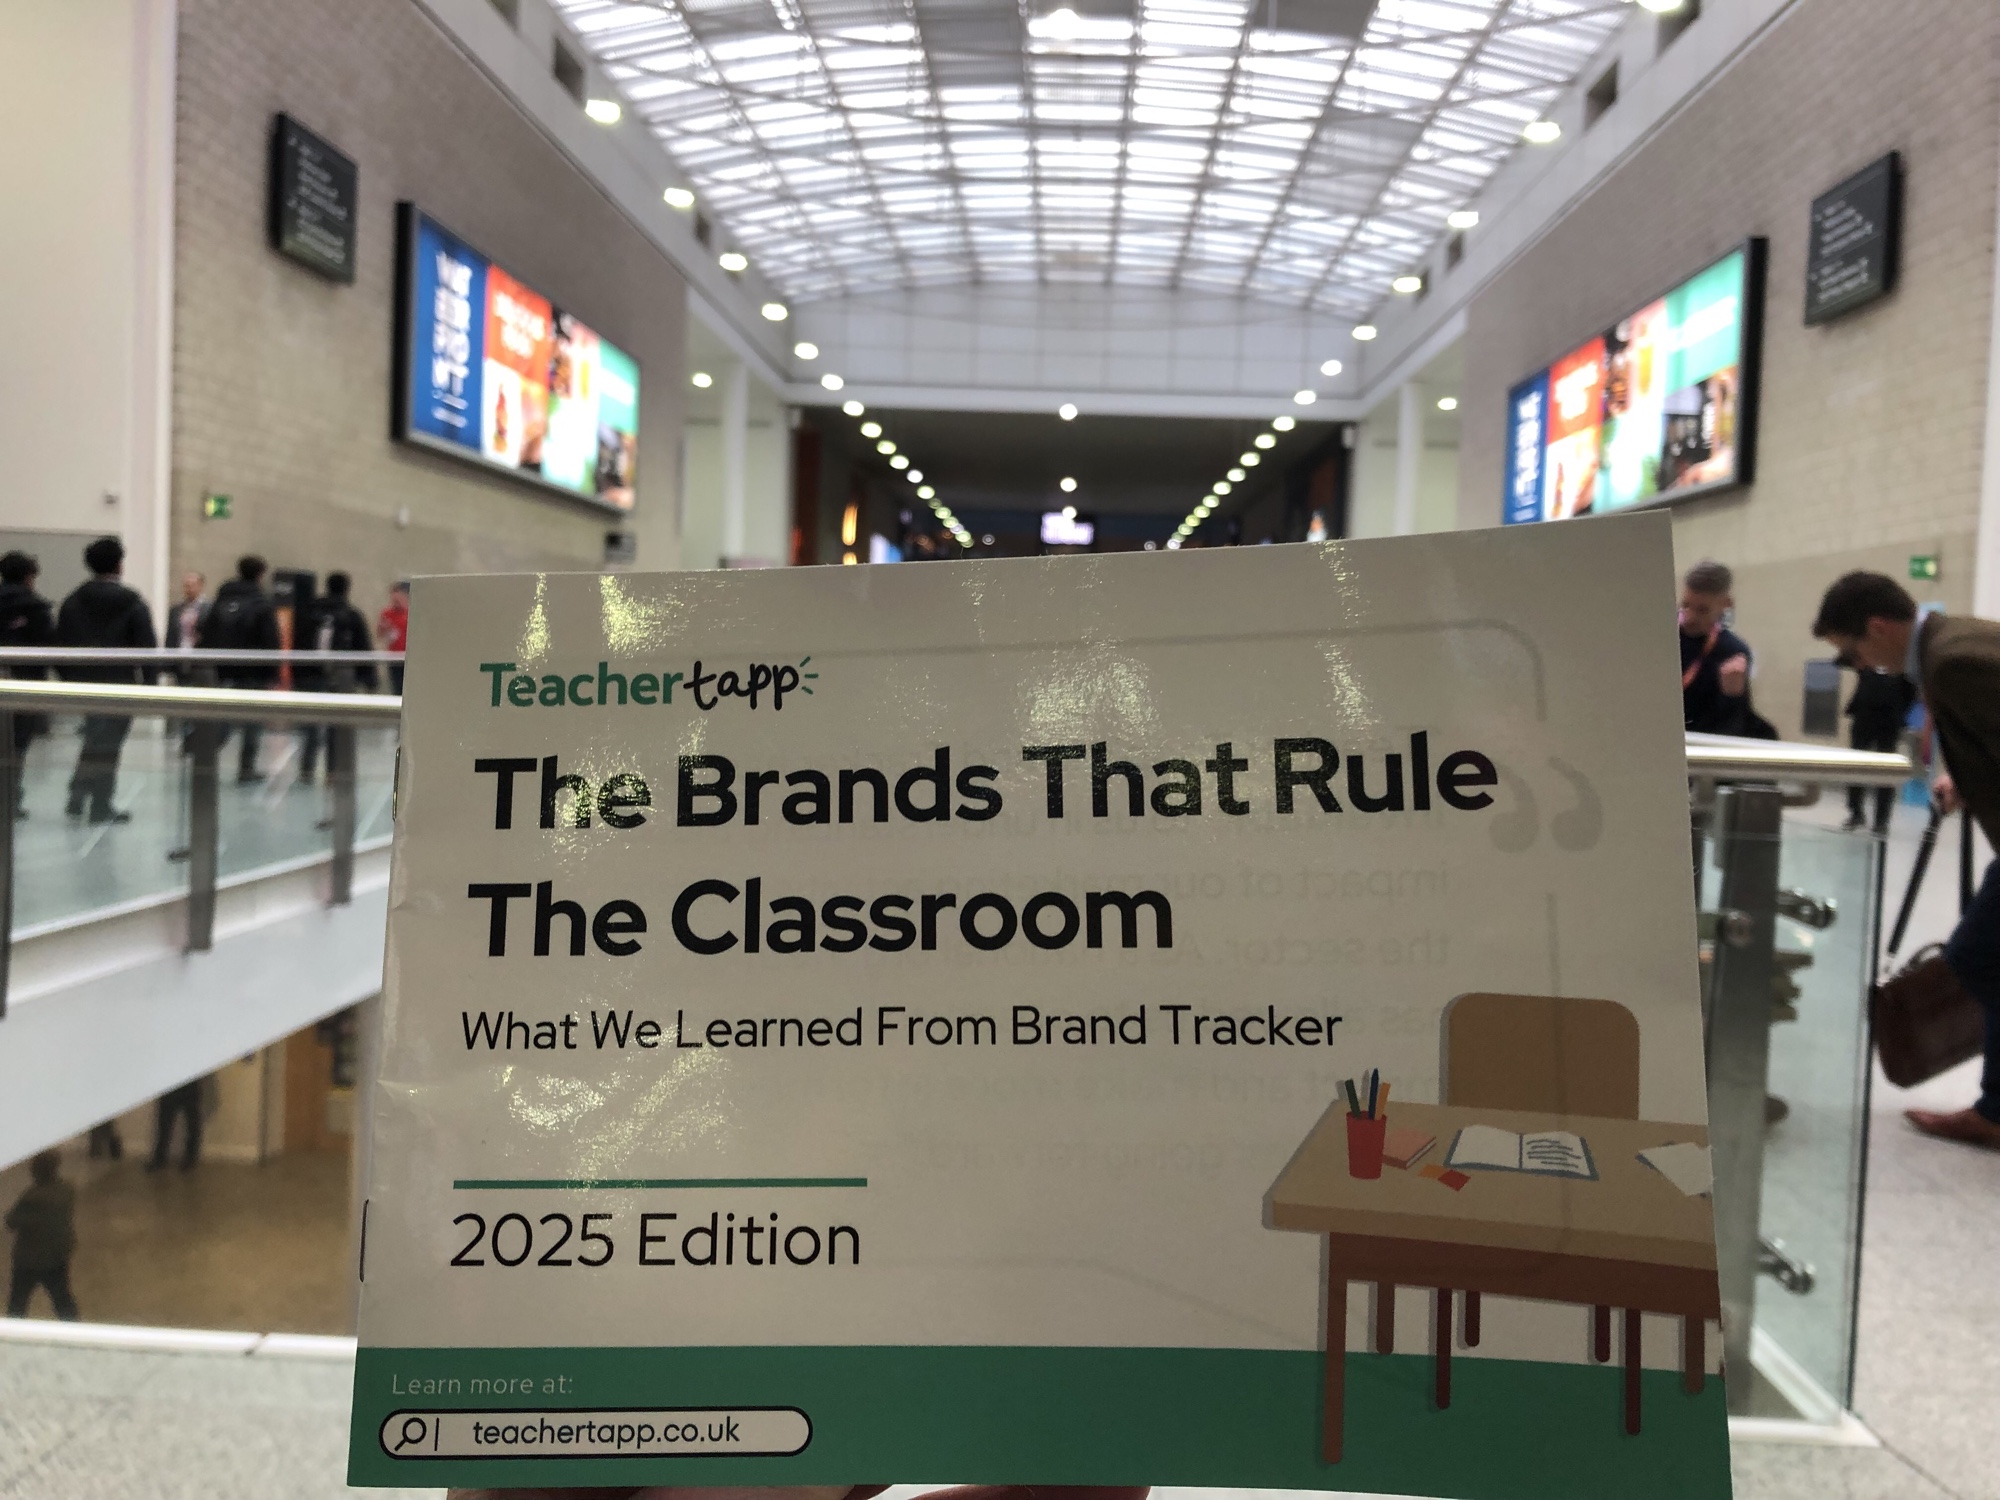 Teachertapp
The Brands That Rule
The Classroom
What We Learned From Brand Tracker
2025 Edition
Learn more at:
teachertapp.co.uk